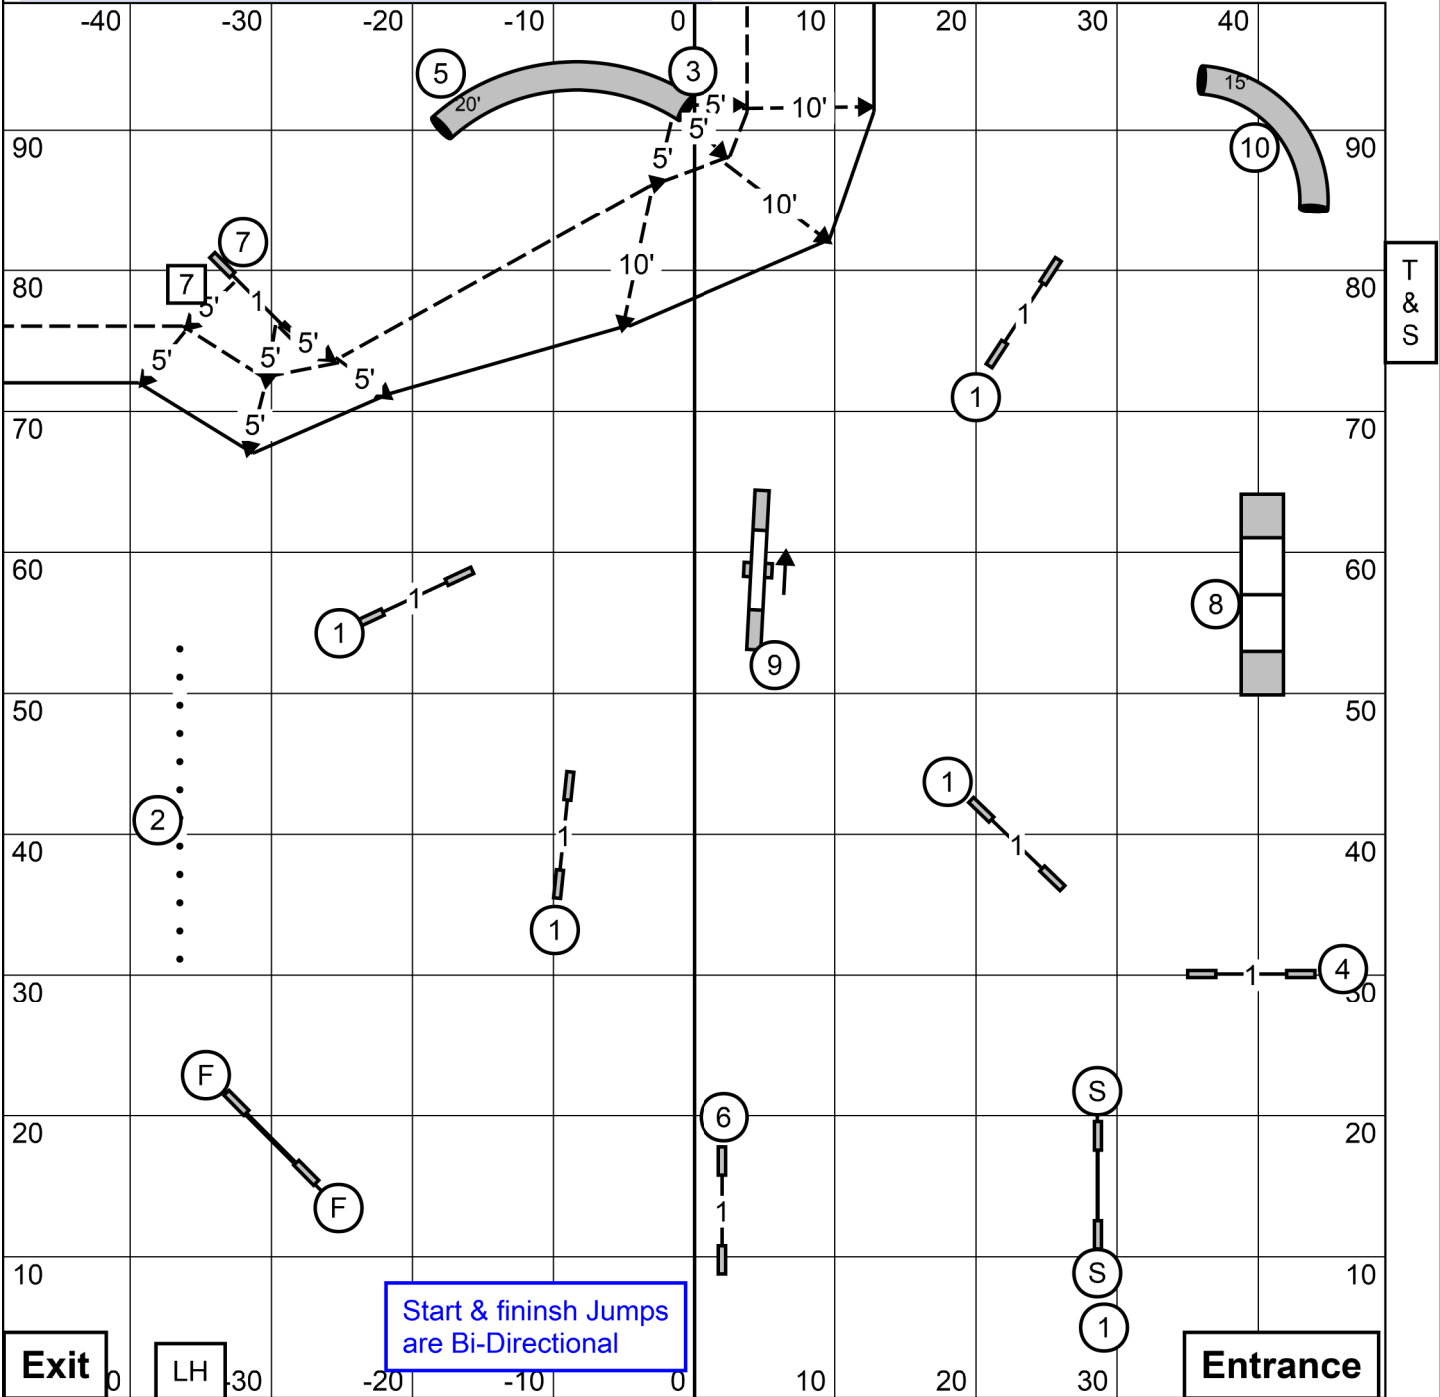 -40 -30 -20 -10 0 10 20 30 40
5 3
20' 5' 10' 15'
5'
90 5' 10 90
10'
7
10'
7 80 5' 1 80
T
&
S
5' 1
5' 5'
5'
1
70 5' 70
60 1 9 8 60
1
50 50
1
2 1 1
40 40
1
1 4
30 30
F S
6
20 20
F 1
S
10 10
Start & fininsh Jumps
are Bi-Directional
1
Exit LH Entrance
0 -30 -20 -10 0 10 20 30